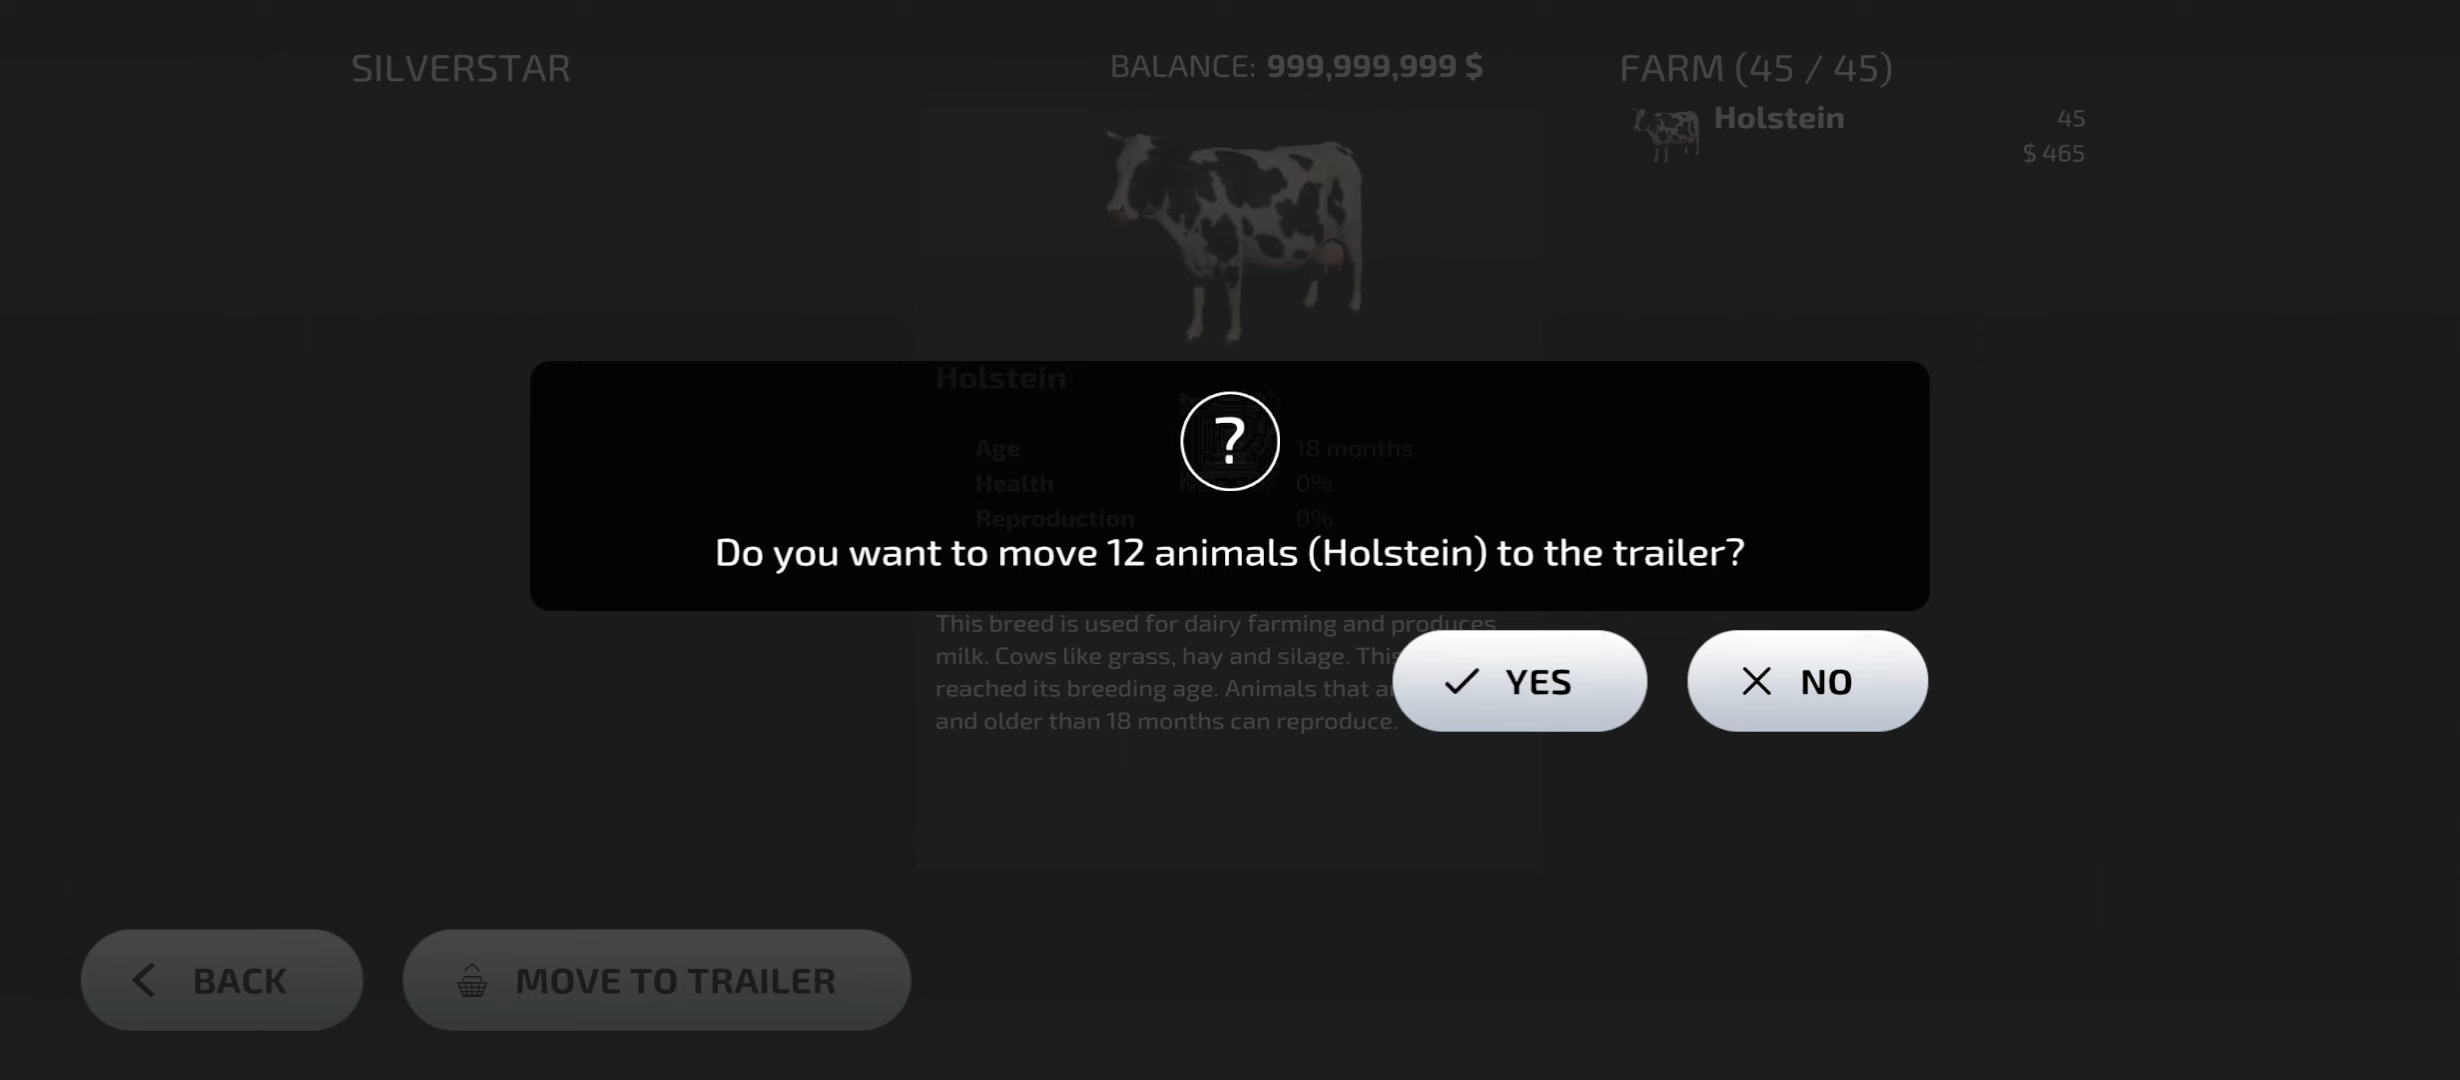 SILVERSTAR
BALANCE: 999,999,999 $
FARM (45 / 45)
Holstein
45
$ 465
Holstein
Age
18 months
Health
0%
Reproduction
0%
?
Do you want to move 12 animals (Holstein) to the trailer?
This breed is used for dairy farming and produces
milk. Cows like grass, hay and silage. This
reached its breeding age. Animals that
and older than 18 months can reproduce.
YES
NO
BACK
MOVE TO TRAILER